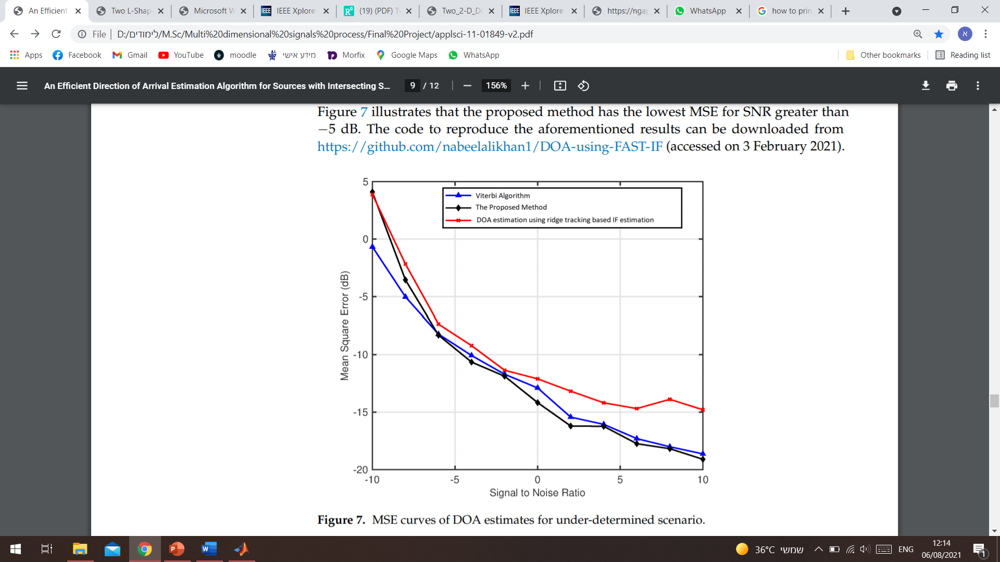 An Efficient
Two L-Shap
Microsoft W
IEEE Xplore
(19) (PDF) T
Two_2-D_D
IEEE Xplore
https://nga
WhatsApp
how to prin
File | D:/לימודים/M.Sc/Multi%20dimensional%20signals%20process/Final%20Project/applsci-11-01849-v2.pdf
א
Apps
Facebook
Gmail
YouTube
moodle
מידע אישי
Morfix
Google Maps
WhatsApp
Other bookmarks
Reading list
An Efficient Direction of Arrival Estimation Algorithm for Sources with Intersecting S...
9 / 12
156%
Figure 7 illustrates that the proposed method has the lowest MSE for SNR greater than
−5 dB. The code to reproduce the aforementioned results can be downloaded from
https://github.com/nabeelalikhan1/DOA-using-FAST-IF (accessed on 3 February 2021).
Viterbi Algorithm
The Proposed Method
DOA estimation using ridge tracking based IF estimation
Mean Square Error (dB)
5
0
-5
-10
-15
-20
-10
-5
0
5
10
Signal to Noise Ratio
Figure 7. MSE curves of DOA estimates for under-determined scenario.
36°C שמשי
ENG
12:14
06/08/2021
1